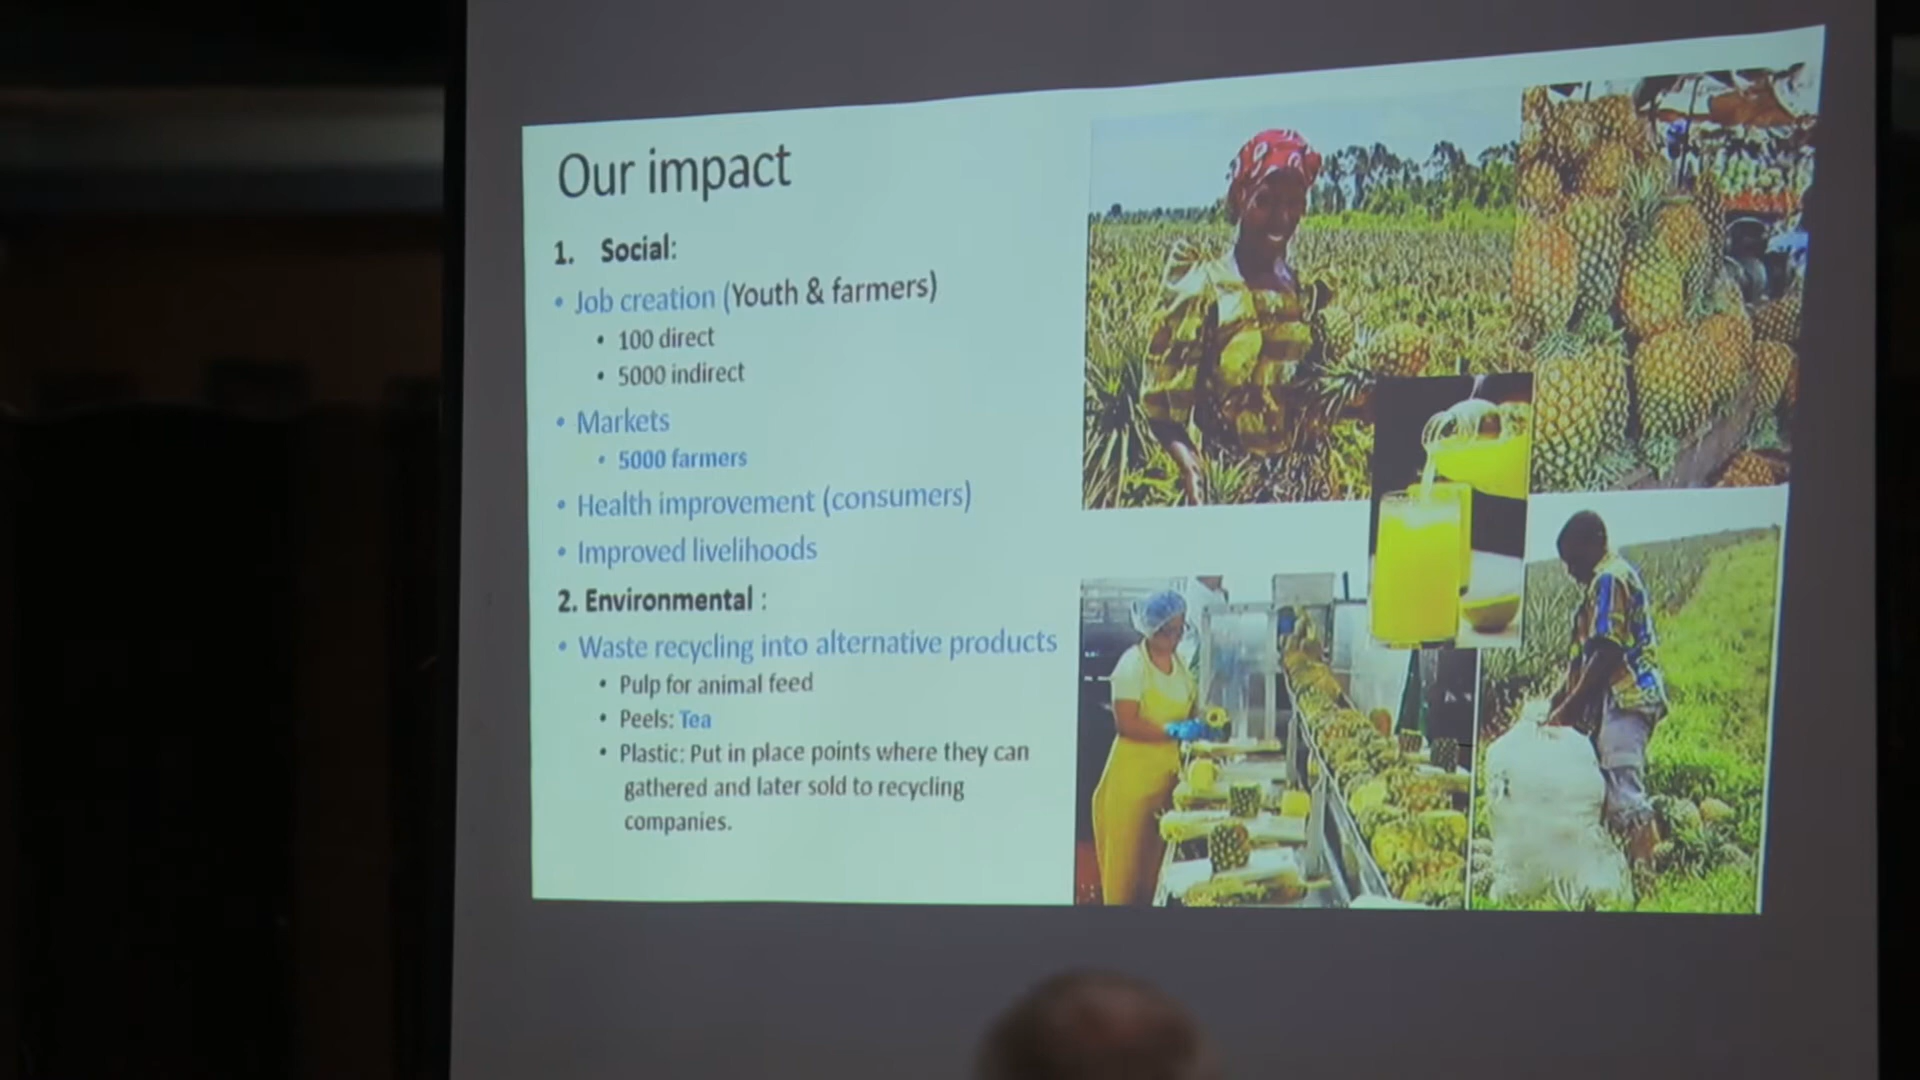 Our impact
1. Social:
• Job creation (Youth & farmers)
• 100 direct
• 5000 indirect
• Markets
• 5000 farmers
• Health improvement (consumers)
• Improved livelihoods
2. Environmental :
• Waste recycling into alternative products
• Pulp for animal feed
• Peels: Tea
• Plastic: Put in place points where they can
gathered and later sold to recycling
companies.